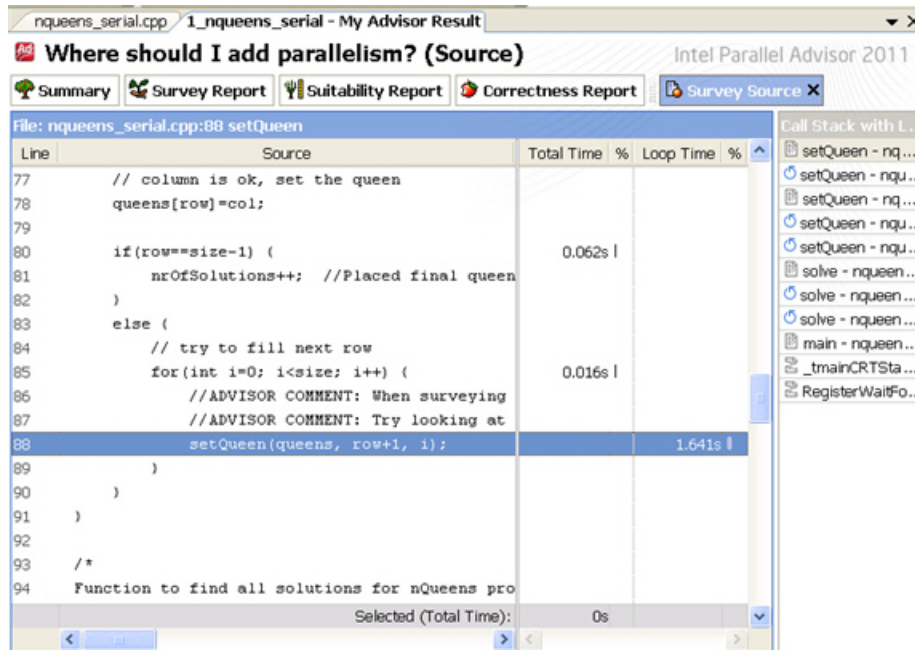 nqueens_serial.cpp 1_nqueens_serial - My Advisor Result
Where should I add parallelism? (Source) Intel Parallel Advisor 2011
Summary Survey Report Suitability Report Correctness Report Survey Source X
File: nqueens_serial.cpp:88 setQueen Call Stack with L...
Line Source Total Time % Loop Time % setQueen - nq...
77 // column is ok, set the queen setQueen - nqu...
78 queens[row]=col; setQueen - nq...
79 setQueen - nqu...
80 if(row==size-1) { 0.062s setQueen - nqu...
81 nrOfSolutions++; //Placed final queen solve - nqueen...
82 } solve - nqueen...
83 else { solve - nqueen...
84 // try to fill next row main - nqueen...
85 for(int i=0; i<size; i++) { 0.016s _tmainCRTSta...
86 //ADVISOR COMMENT: When surveying RegisterWaitFo...
87 //ADVISOR COMMENT: Try looking at
88 setQueen(queens, row+1, i); 1.641s
89 }
90 }
91 }
92
93 /*
94 Function to find all solutions for nQueens pro
Selected (Total Time): 0s